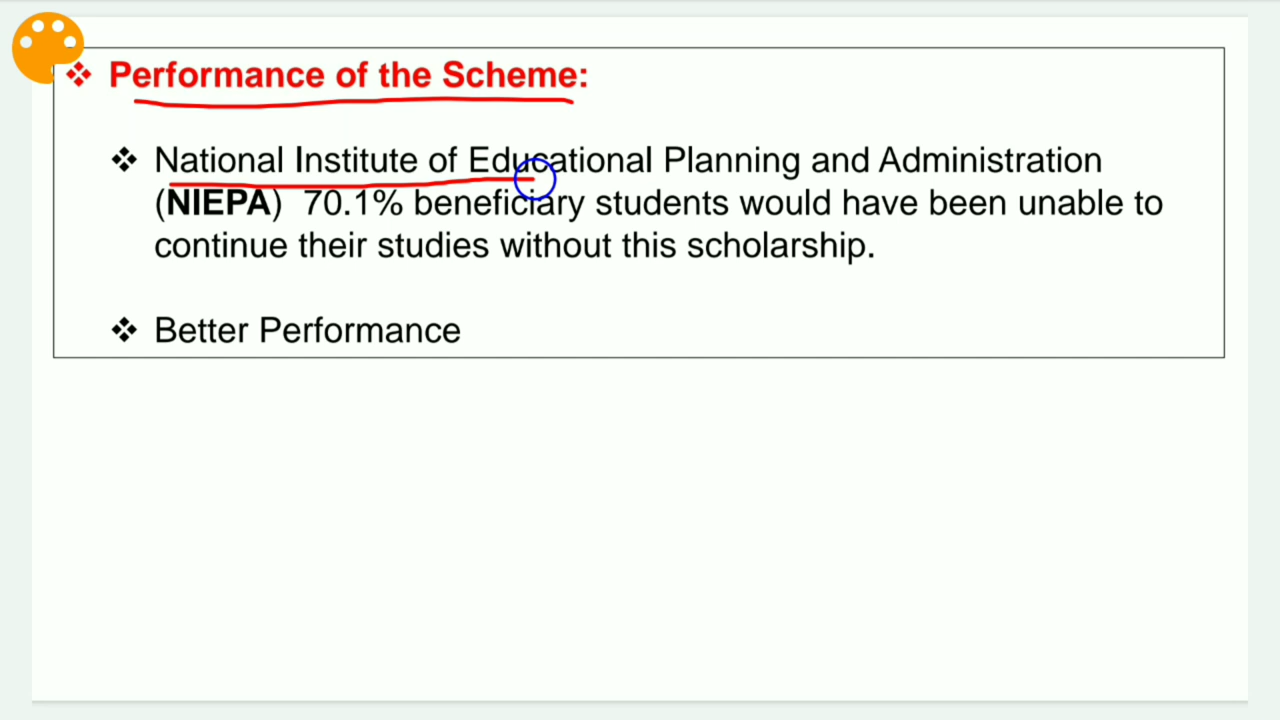 ❖ Performance of the Scheme:
❖ National Institute of Educational Planning and Administration
(NIEPA) 70.1% beneficiary students would have been unable to
continue their studies without this scholarship.
❖ Better Performance